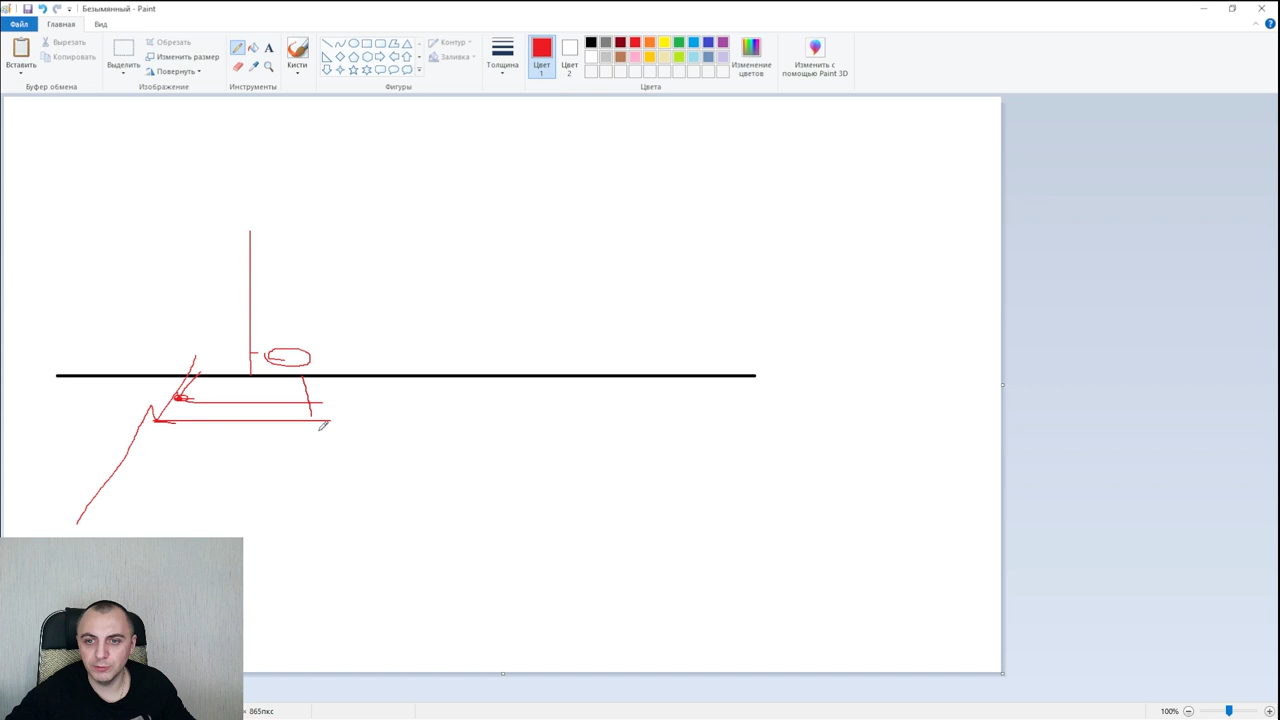 Безымянный - Paint
Файл Главная Вид
Вставить
Вырезать
Копировать
Буфер обмена
Выделить
Обрезать
Изменить размер
Повернуть
Изображение
A
Инструменты
Кисти
Контур
Заливка
Фигуры
Толщина
Цвет 1
Цвет 2
Изменение цветов
Цвета
Изменить с помощью Paint 3D
× 865пкс
100%